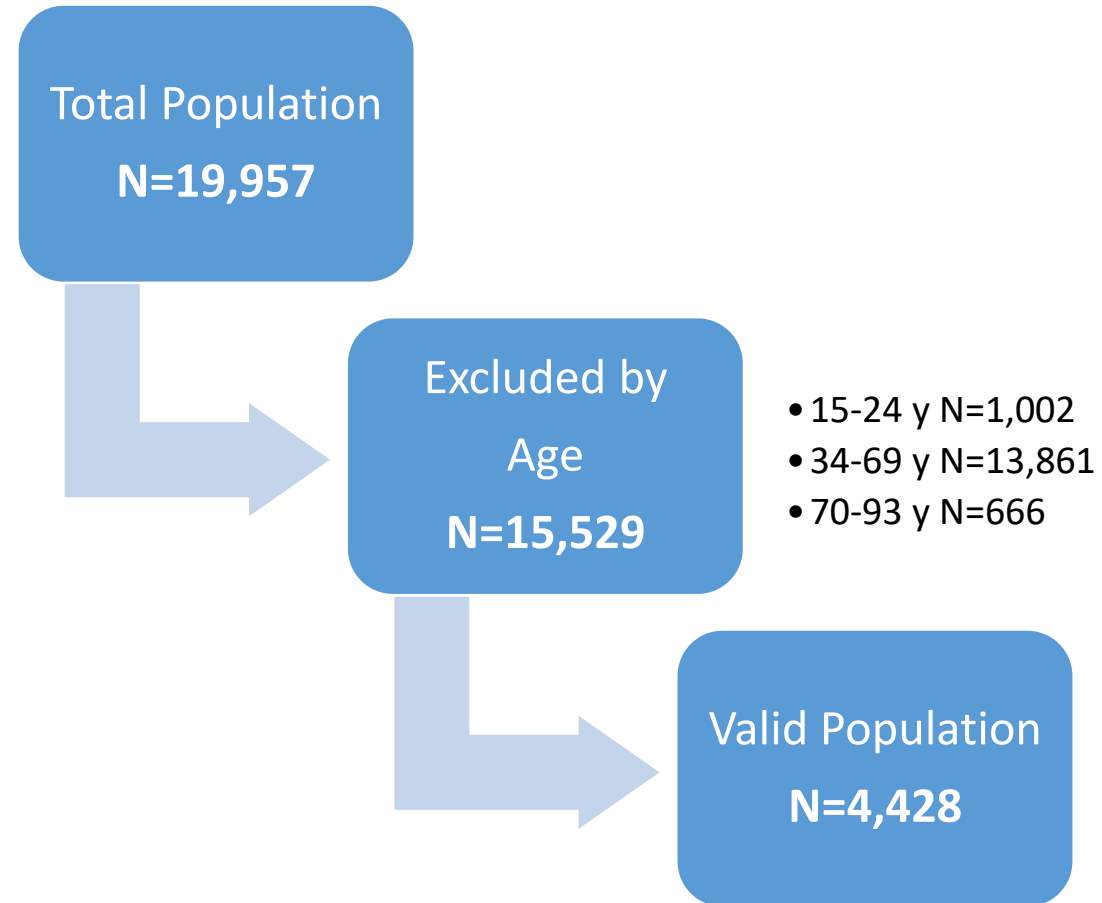 Total Population
N=19,957
Excluded by
Age
N=15,529
•15-24 y N=1,002
•34-69 y N=13,861
•70-93 y N=666
Valid Population
N=4,428